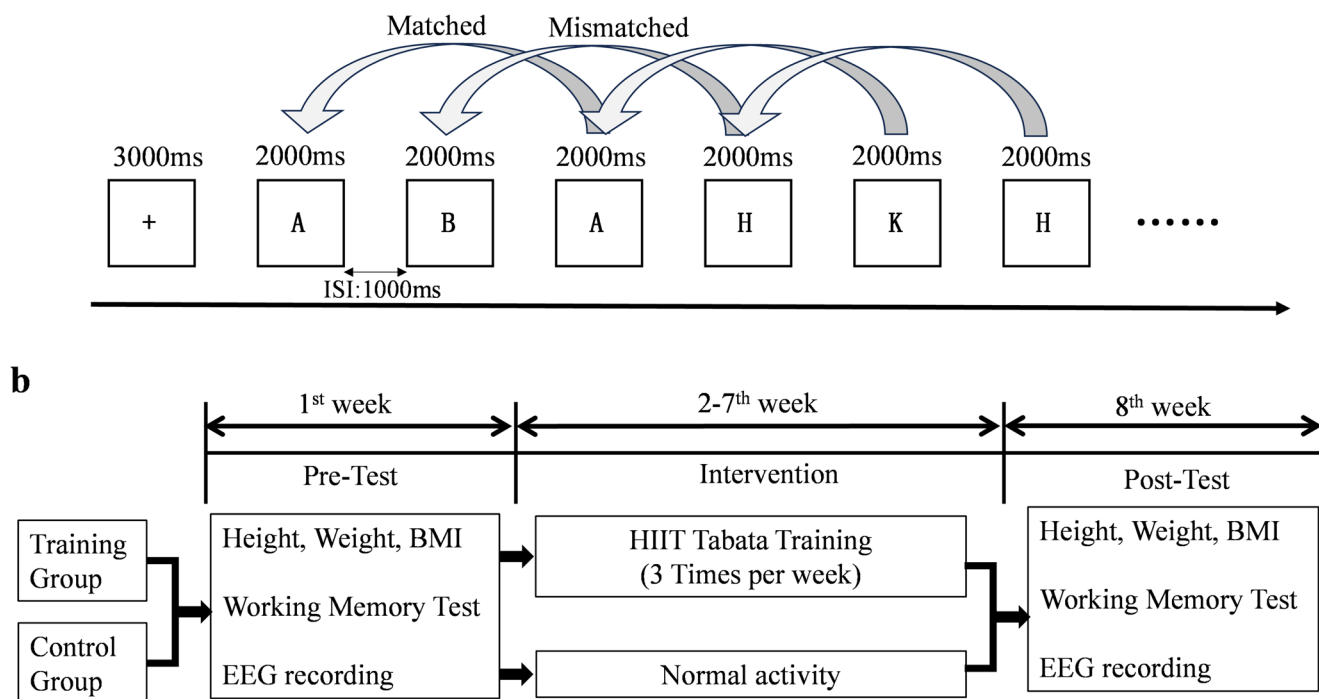 Matched Mismatched
3000ms 2000ms 2000ms 2000ms 2000ms 2000ms 2000ms
+ A B A H K H ······
ISI:1000ms
b
1st week 2-7th week 8th week
Pre-Test Intervention Post-Test
Training
Group
Control
Group
Height, Weight, BMI
Working Memory Test
EEG recording
HIIT Tabata Training
(3 Times per week)
Normal activity
Height, Weight, BMI
Working Memory Test
EEG recording